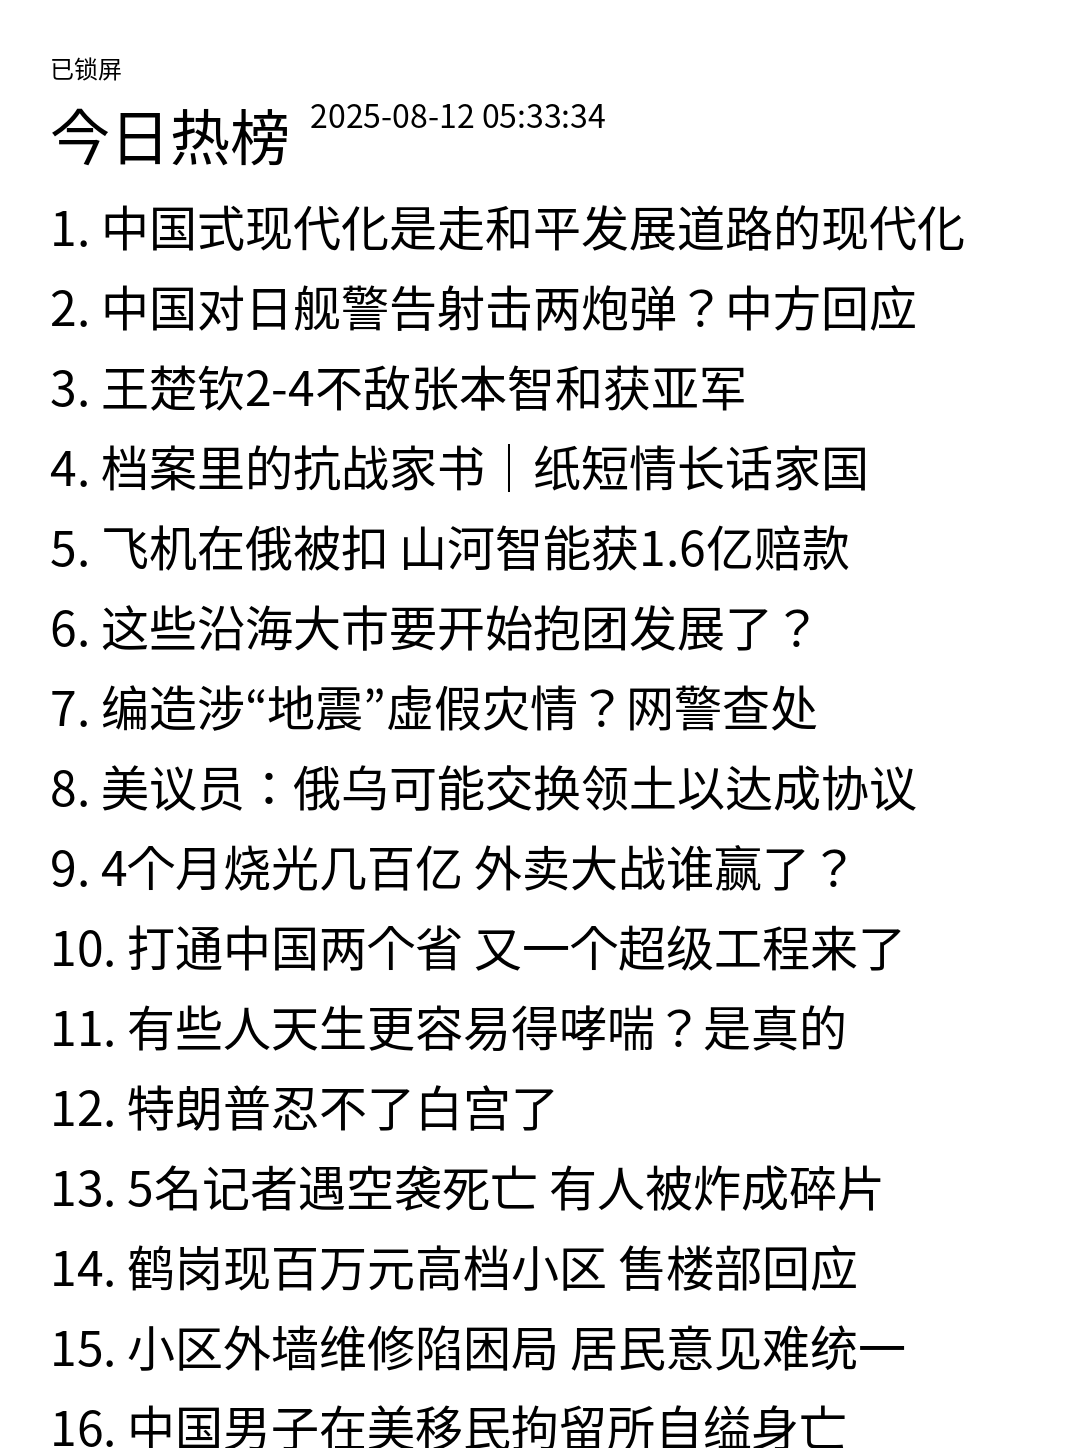 已锁屏
今日热榜 2025-08-12 05:33:34
1. 中国式现代化是走和平发展道路的现代化
2. 中国对日舰警告射击两炮弹？中方回应
3. 王楚钦2-4不敌张本智和获亚军
4. 档案里的抗战家书｜纸短情长话家国
5. 飞机在俄被扣 山河智能获1.6亿赔款
6. 这些沿海大市要开始抱团发展了？
7. 编造涉“地震”虚假灾情？网警查处
8. 美议员：俄乌可能交换领土以达成协议
9. 4个月烧光几百亿 外卖大战谁赢了？
10. 打通中国两个省 又一个超级工程来了
11. 有些人天生更容易得哮喘？是真的
12. 特朗普忍不了白宫了
13. 5名记者遇空袭死亡 有人被炸成碎片
14. 鹤岗现百万元高档小区 售楼部回应
15. 小区外墙维修陷困局 居民意见难统一
16. 中国男子在美移民拘留所自缢身亡